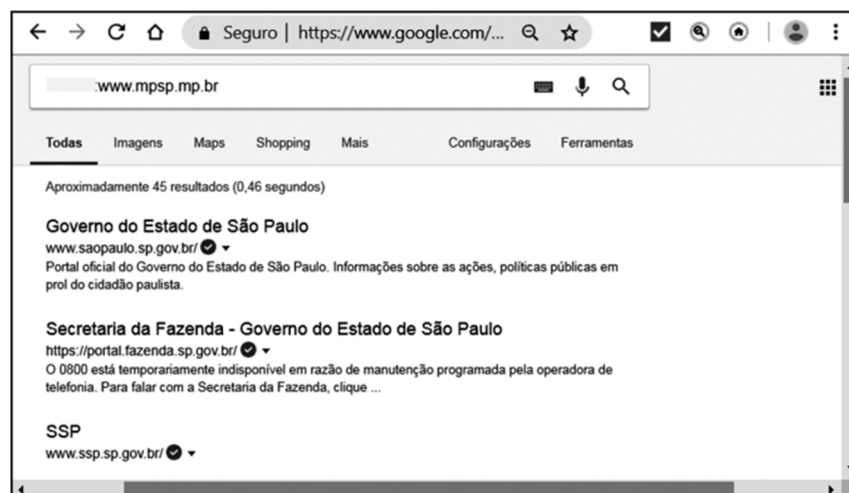 Seguro | https://www.google.com/...
:www.mpsp.mp.br
Todas Imagens Maps Shopping Mais Configurações Ferramentas
Aproximadamente 45 resultados (0,46 segundos)
Governo do Estado de São Paulo
www.saopaulo.sp.gov.br/
Portal oficial do Governo do Estado de São Paulo. Informações sobre as ações, políticas públicas em
prol do cidadão paulista.
Secretaria da Fazenda - Governo do Estado de São Paulo
https://portal.fazenda.sp.gov.br/
O 0800 está temporariamente indisponível em razão de manutenção programada pela operadora de
telefonia. Para falar com a Secretaria da Fazenda, clique ...
SSP
www.ssp.sp.gov.br/